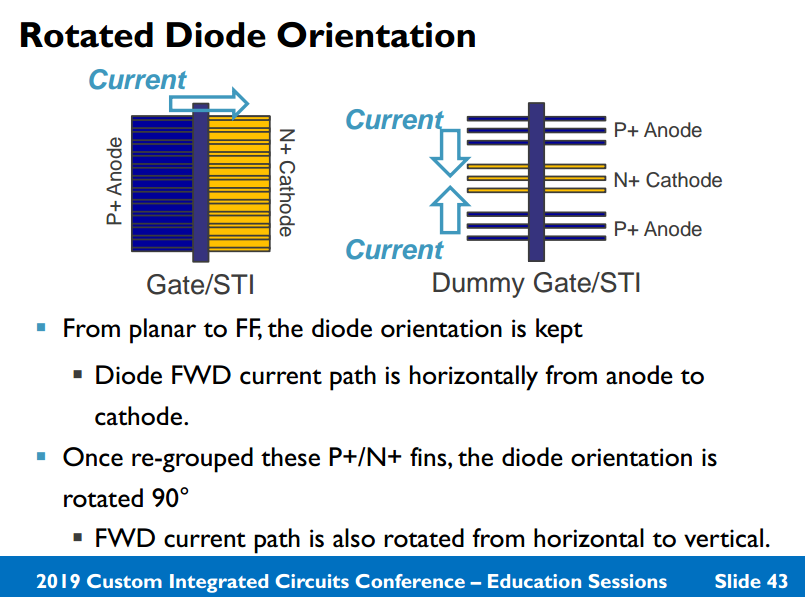 Rotated Diode Orientation
Current
P+ Anode
N+ Cathode
Gate/STI
Current
P+ Anode
N+ Cathode
P+ Anode
Current
Dummy Gate/STI
From planar to FF, the diode orientation is kept
Diode FWD current path is horizontally from anode to
cathode.
Once re-grouped these P+/N+ fins, the diode orientation is
rotated 90°
FWD current path is also rotated from horizontal to vertical.
2019 Custom Integrated Circuits Conference – Education Sessions
Slide 43